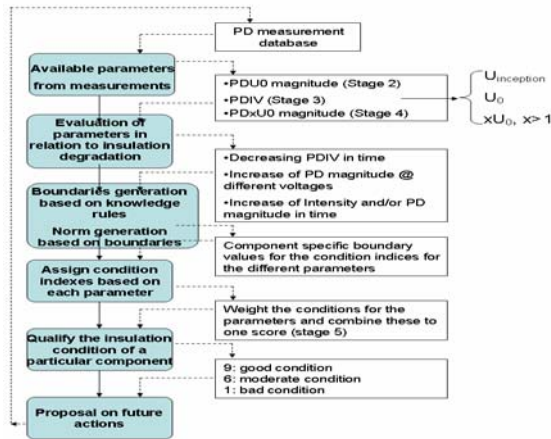 PD measurement
database
Available parameters
from measurements
•PDU0 magnitude (Stage 2)
•PDIV (Stage 3)
•PDxU0 magnitude (Stage 4)
Uinception
U0
xU0, x> 1
Evaluation of
parameters in
relation to insulation
degradation
•Decreasing PDIV in time
•Increase of PD magnitude @
different voltages
•Increase of Intensity and/or PD
magnitude in time
Boundaries generation
based on knowledge
rules
Norm generation
based on boundaries
Component specific boundary
values for the condition indices for
the different parameters
Assign condition
indexes based on
each parameter
Weight the conditions for the
parameters and combine these to
one score (stage 5)
Qualify the insulation
condition of a
particular component
9: good condition
6: moderate condition
1: bad condition
Proposal on future
actions